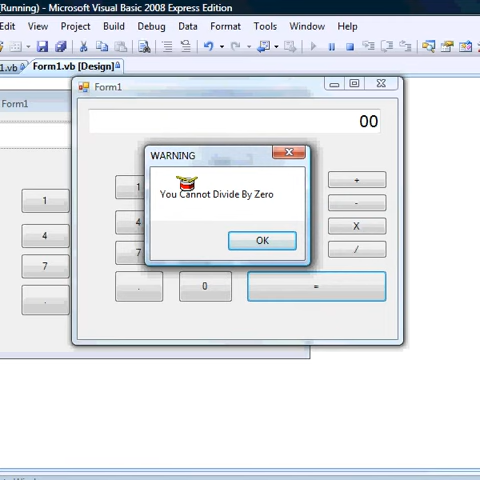 (Running) - Microsoft Visual Basic 2008 Express Edition
Edit View Project Build Debug Data Format Tools Window Help
1.vb Form1.vb [Design]
Form1
Form1
00
WARNING
You Cannot Divide By Zero
OK
1 1 +
4 4 -
7 7 X
/
. . 0 =